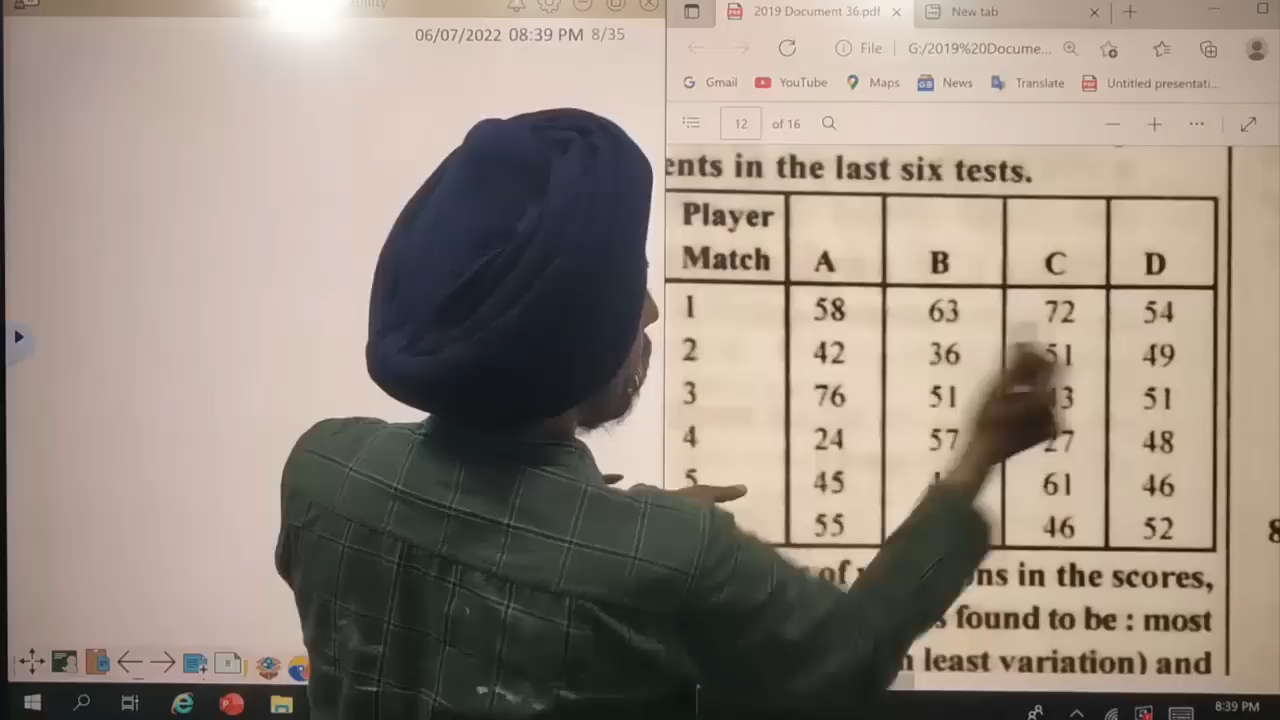 06/07/2022 08:39 PM 8/35
2019 Document 36.pdf
New tab
File
G:/2019%20Docume...
Gmail
YouTube
Maps
News
Translate
Untitled presentati...
12 of 16
ents in the last six tests.
Player
Match A B C D
1 58 63 72 54
2 42 36 51 49
3 76 51 51
4 24 57 27 48
5 45 61 46
55 46 52
of ns in the scores,
found to be : most
least variation) and
8:39 PM